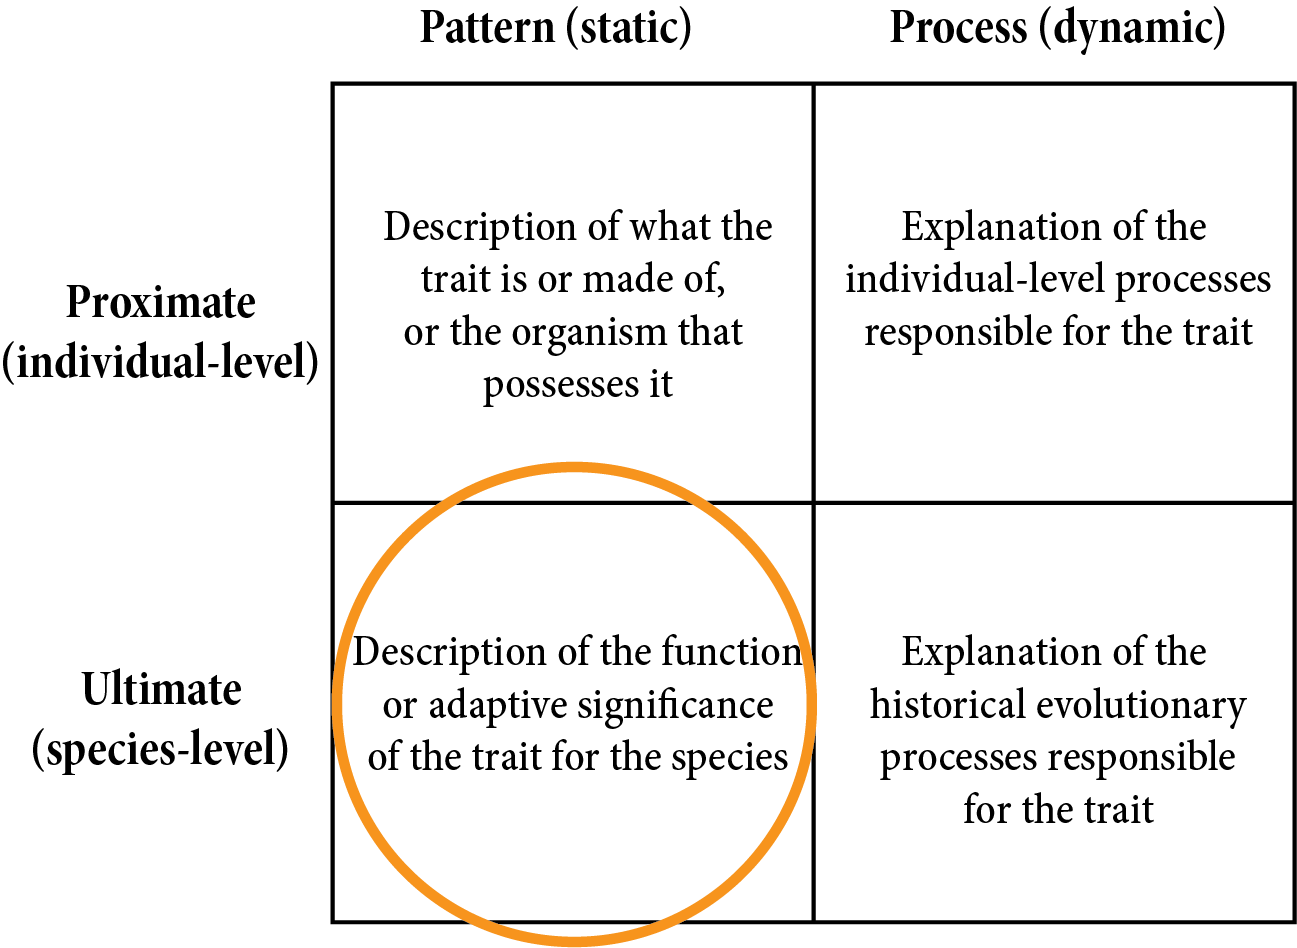 Pattern (static)
Process (dynamic)
Proximate
(individual-level)
Description of what the
trait is or made of,
or the organism that
possesses it
Explanation of the
individual-level processes
responsible for the trait
Ultimate
(species-level)
Description of the function
or adaptive significance
of the trait for the species
Explanation of the
historical evolutionary
processes responsible
for the trait